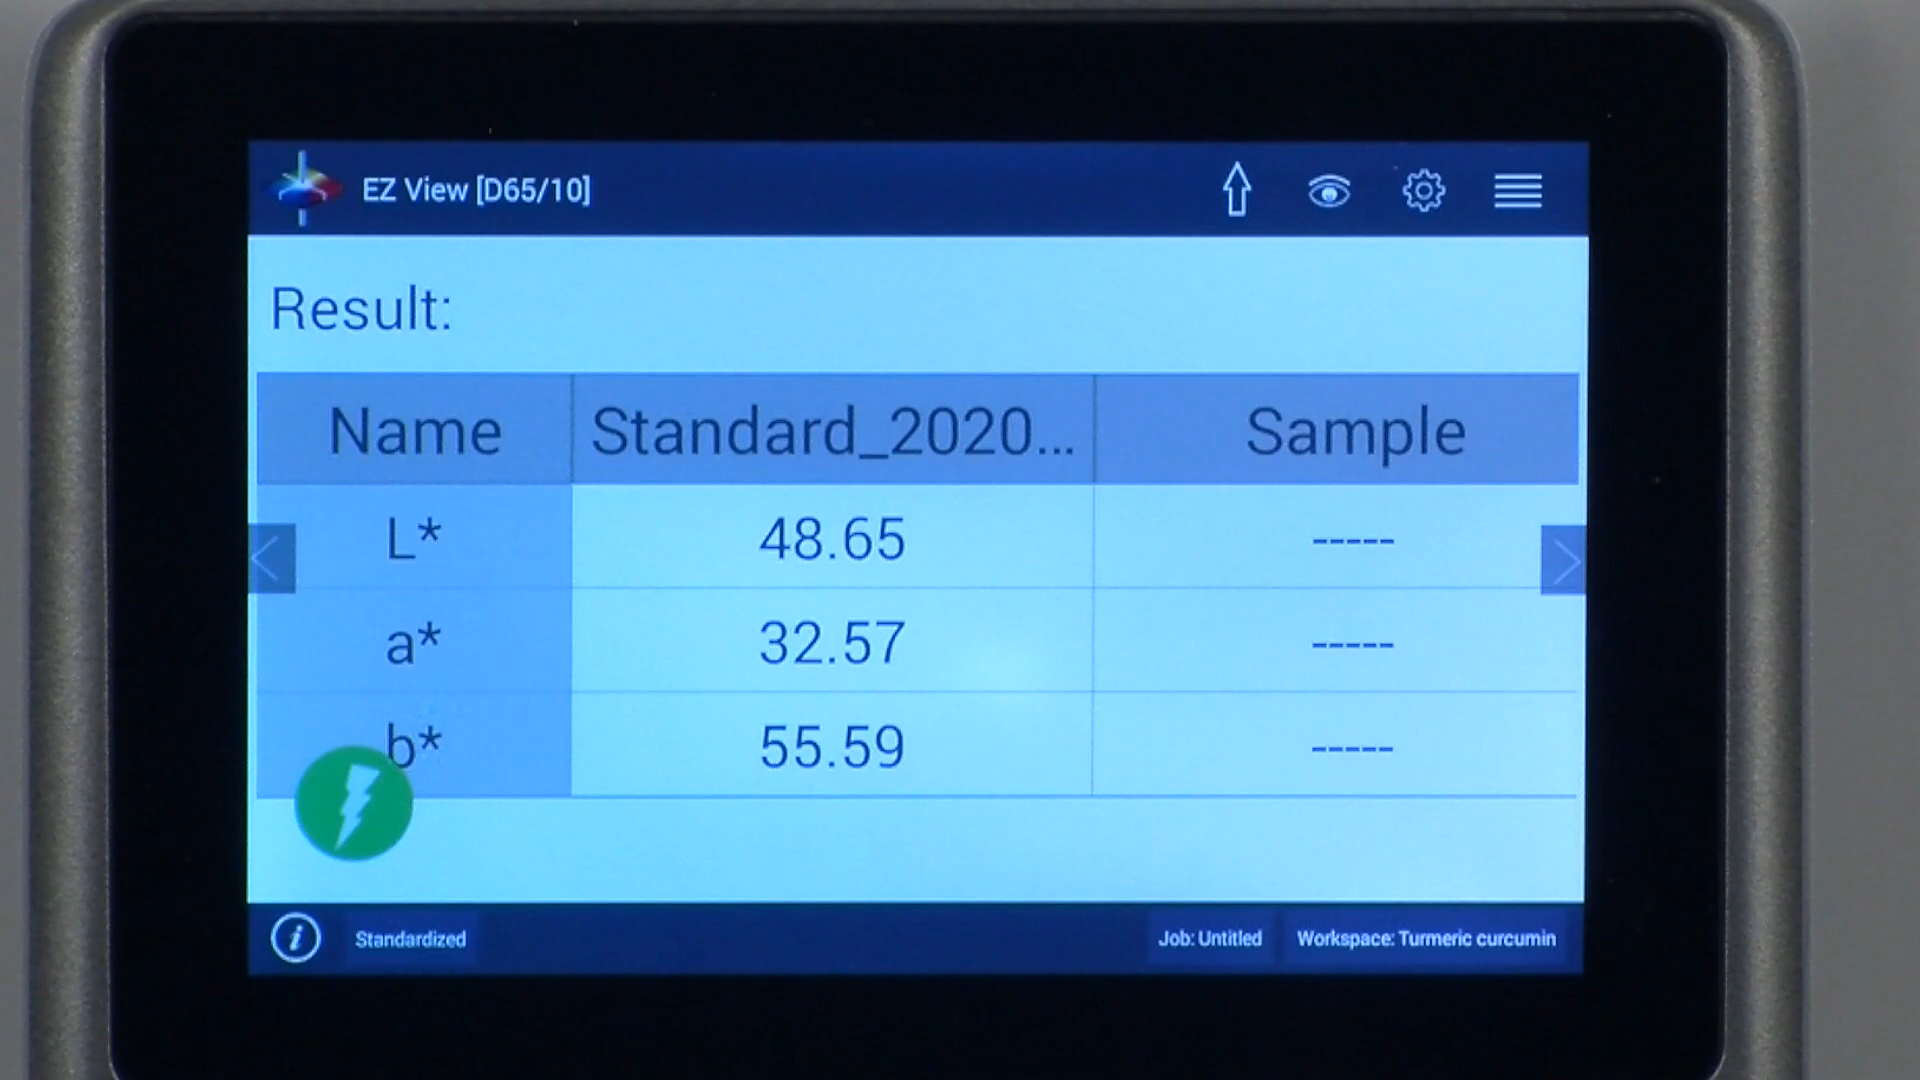 EZ View [D65/10]
Result:
Name Standard_2020... Sample
L* 48.65 -----
a* 32.57 -----
b* 55.59 -----
i Standardized Job: Untitled Workspace: Turmeric curcumin